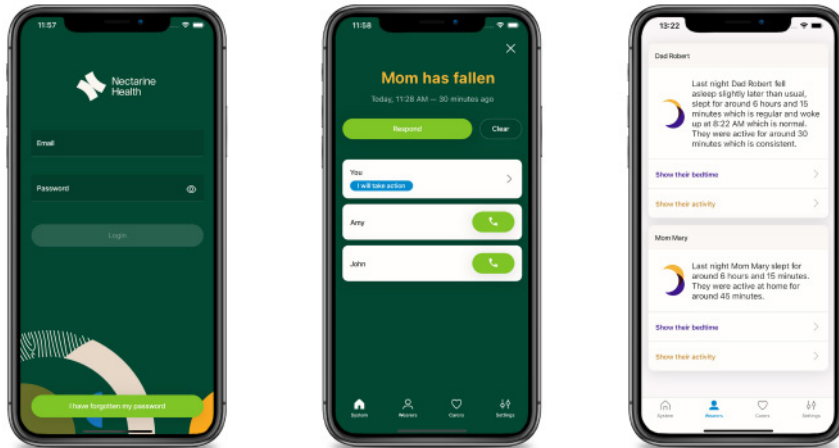 11:57
Nectarine
Health
Email
Password
Login
I have forgotten my password
11:58
Mom has fallen
Today, 11:28 AM — 30 minutes ago
Respond
Clear
You
I will take action
Amy
John
System
Wearers
Carers
Settings
13:22
Dad Robert
Last night Dad Robert fell
asleep slightly later than usual,
slept for around 6 hours and 15
minutes which is regular and woke
up at 8:22 AM which is normal.
They were active for around 30
minutes which is consistent.
Show their bedtime
Show their activity
Mom Mary
Last night Mom Mary slept for
around 6 hours and 15 minutes.
They were active at home for
around 45 minutes.
Show their bedtime
Show their activity
System
Wearers
Carers
Settings